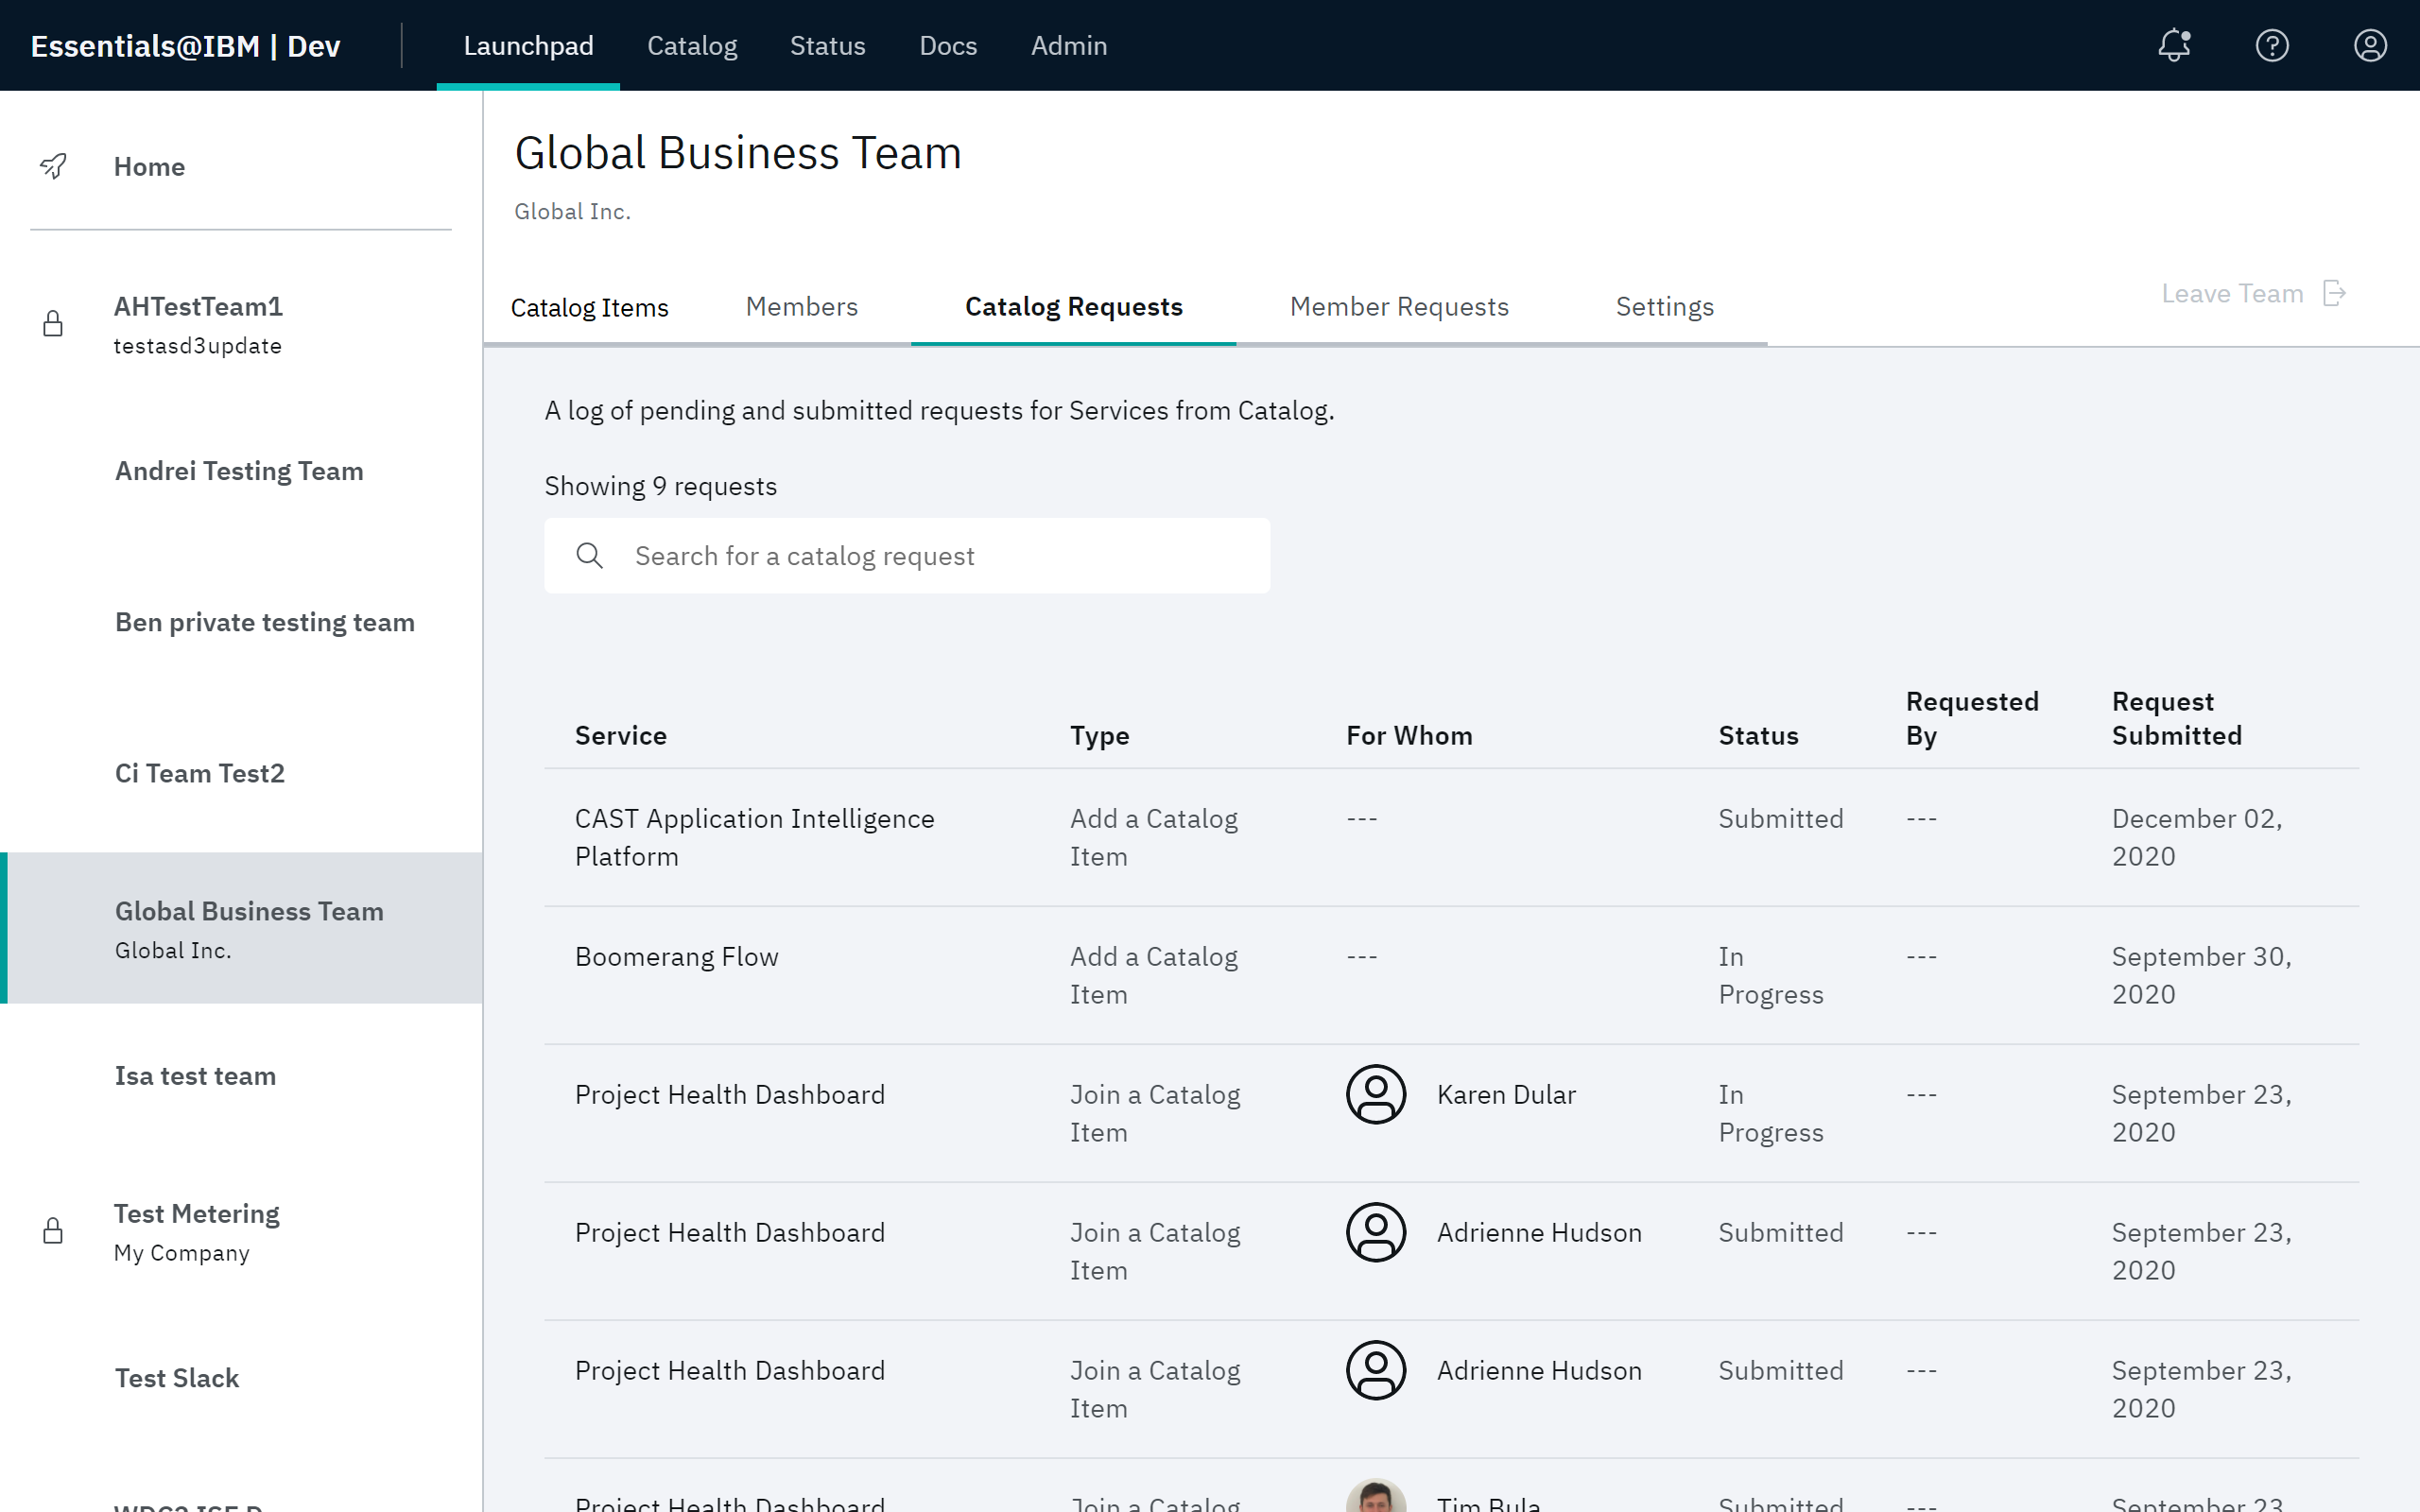 Essentials@IBM | Dev
Launchpad
Catalog
Status
Docs
Admin
Home
AHTestTeam1
testasd3update
Andrei Testing Team
Ben private testing team
Ci Team Test2
Global Business Team
Global Inc.
Isa test team
Test Metering
My Company
Test Slack
Global Business Team
Global Inc.
Catalog Items
Members
Catalog Requests
Member Requests
Settings
Leave Team
A log of pending and submitted requests for Services from Catalog.
Showing 9 requests
Search for a catalog request
Service
Type
For Whom
Status
Requested
By
Request
Submitted
CAST Application Intelligence
Platform
Add a Catalog
Item
---
Submitted
---
December 02,
2020
Boomerang Flow
Add a Catalog
Item
---
In
Progress
---
September 30,
2020
Project Health Dashboard
Join a Catalog
Item
Karen Dular
In
Progress
---
September 23,
2020
Project Health Dashboard
Join a Catalog
Item
Adrienne Hudson
Submitted
---
September 23,
2020
Project Health Dashboard
Join a Catalog
Item
Adrienne Hudson
Submitted
---
September 23,
2020
Project Health Dashboard
Join a Catalog
Tim Bula
Submitted
---
September 23,